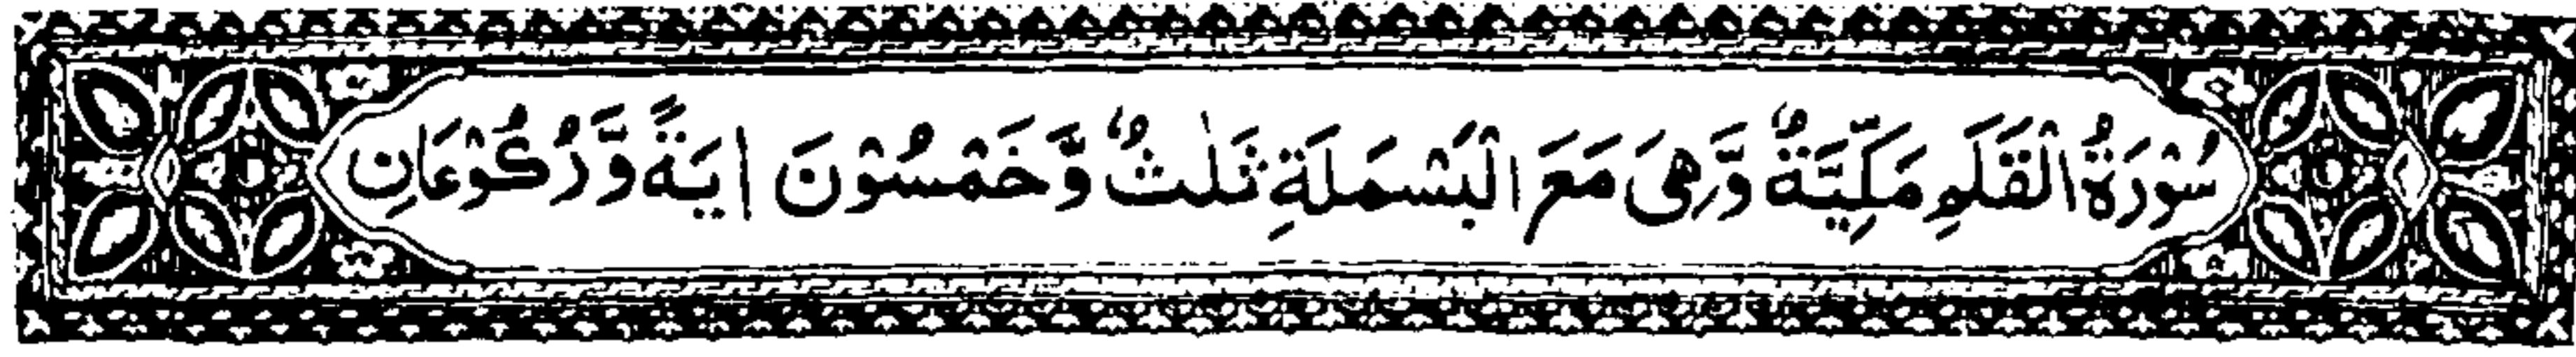 سُوْرَةُ الْقَلَمِ مَكِّيَّةٌ وَّهِىَ مَعَ الْبَسْمَلَةِ ثَلٰثٌ وَّخَمْسُوْنَ اٰيَةً وَّرُكُوْعَانِ